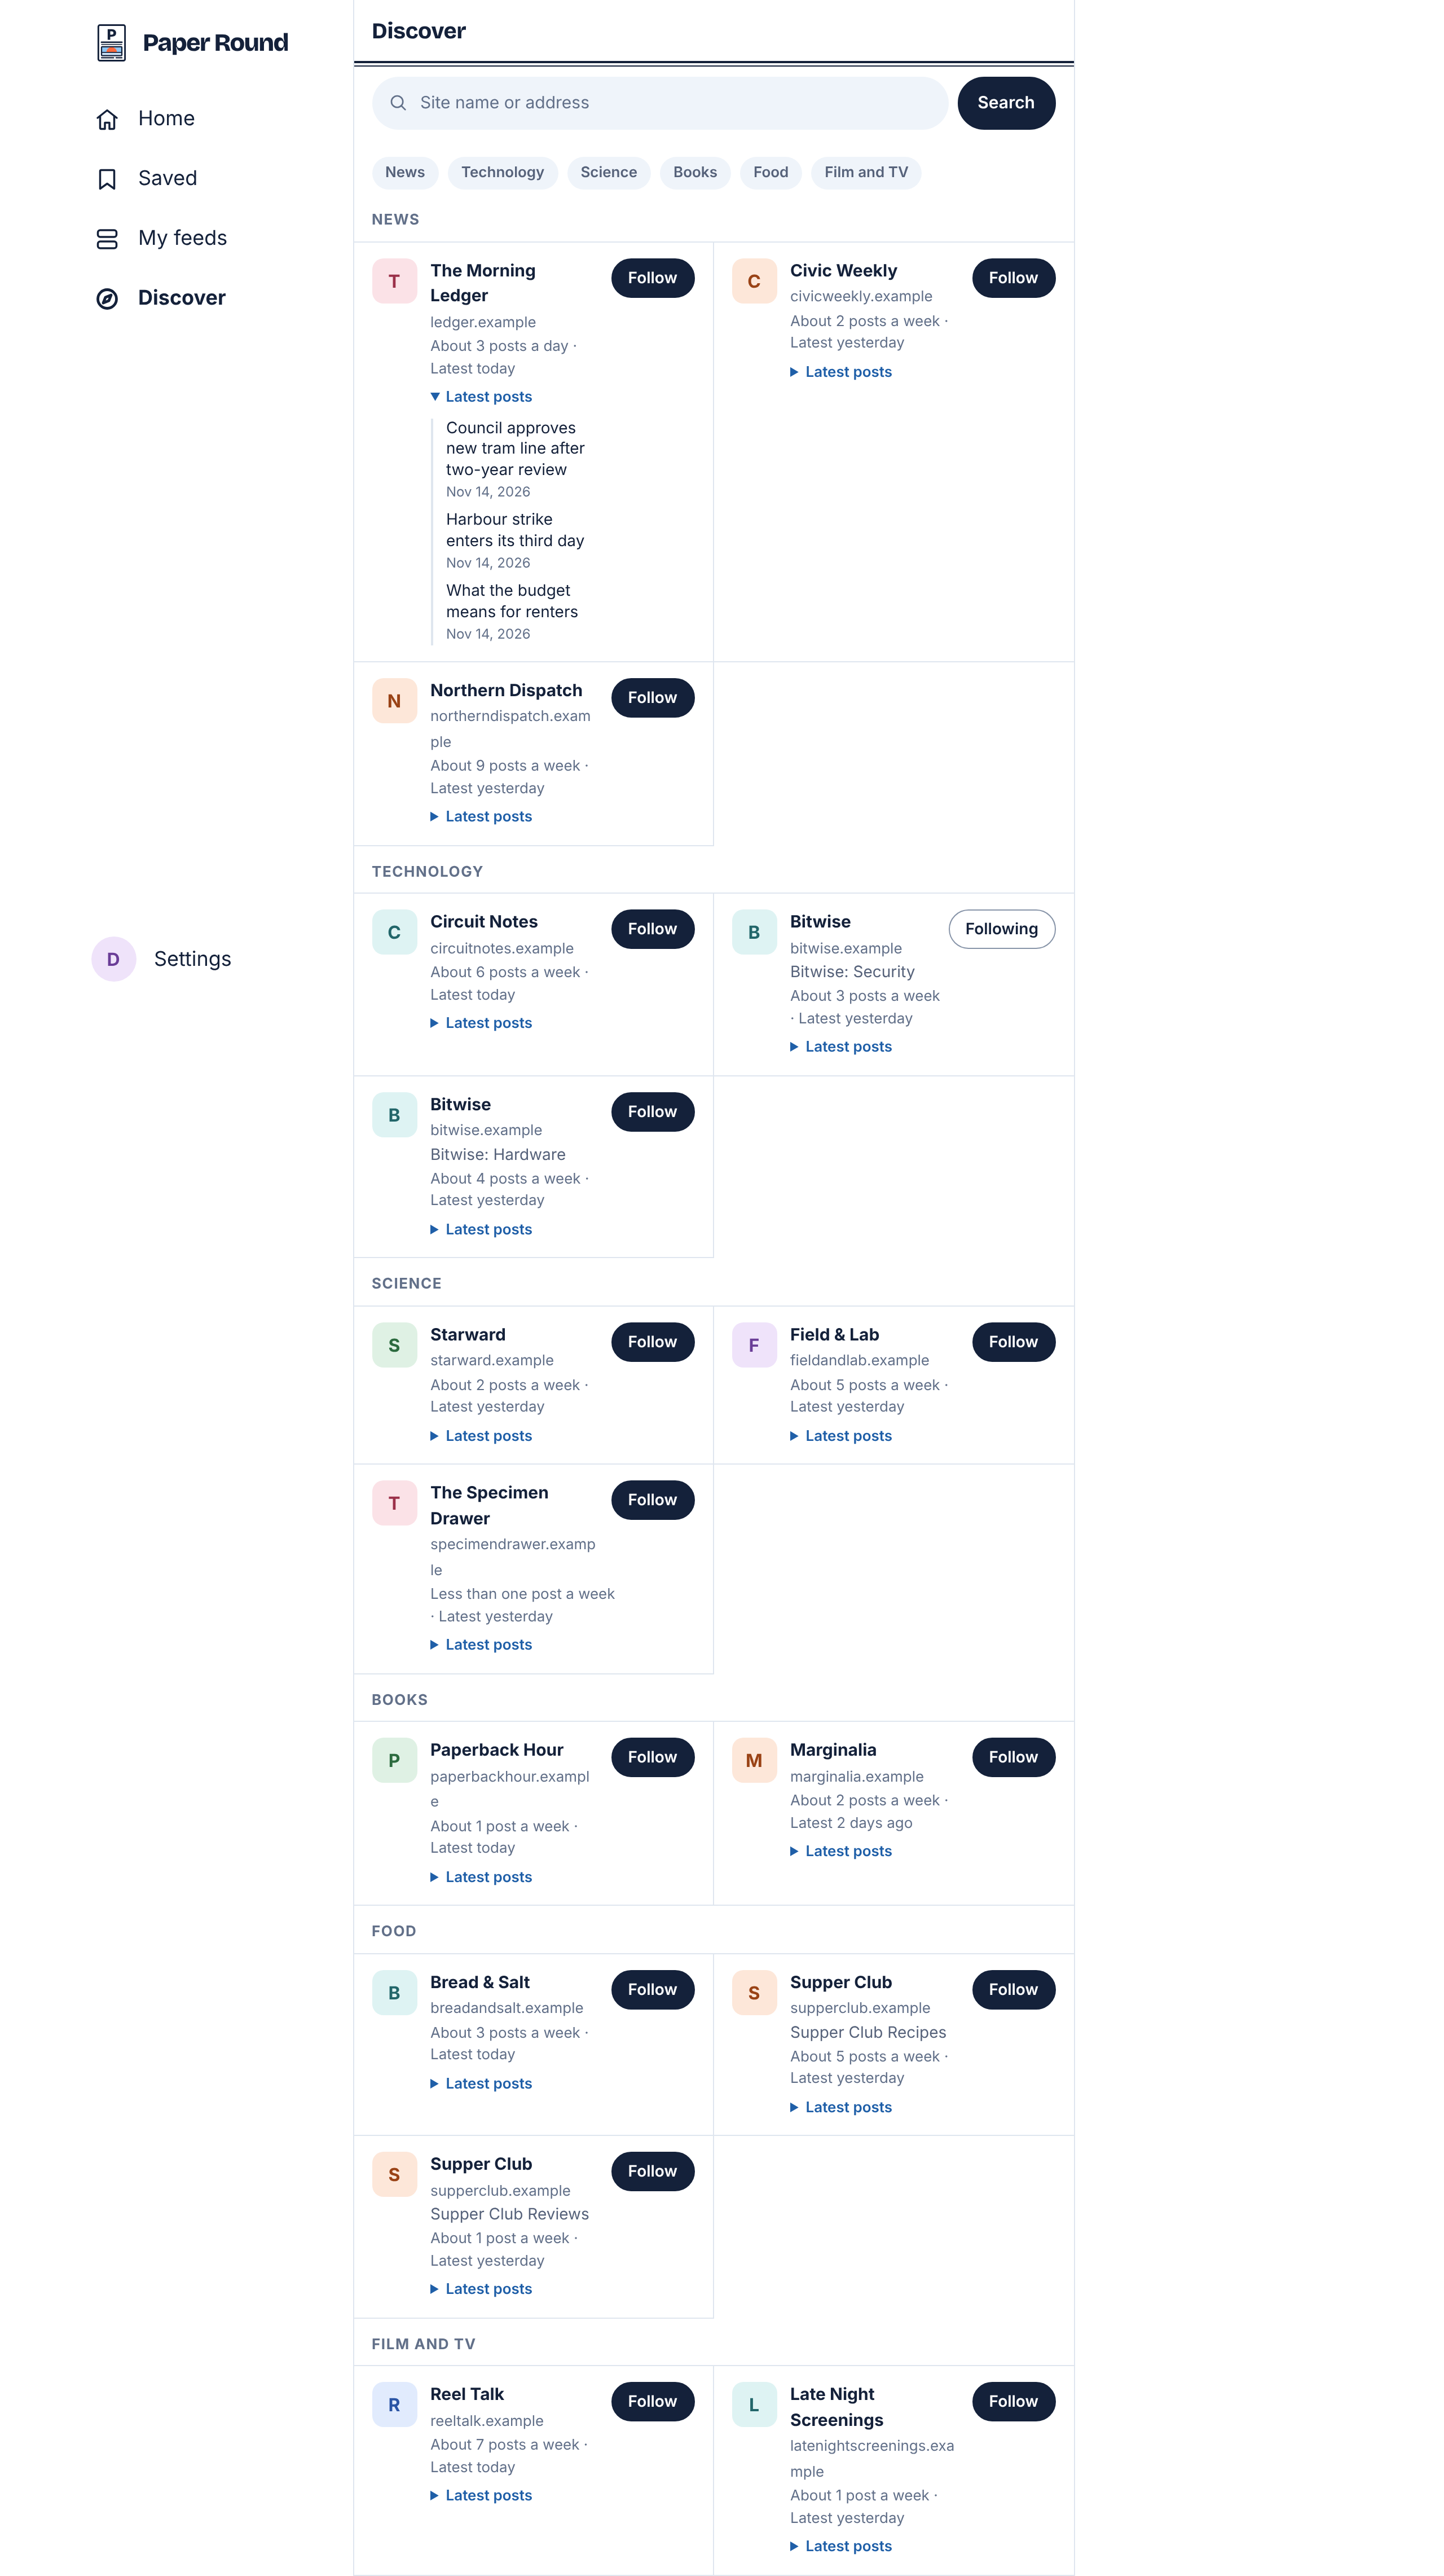 P
Paper Round
Home
Saved
My feeds
Discover
D
Settings
Discover
Site name or address
Search
News
Technology
Science
Books
Food
Film and TV
NEWS
T
The Morning
Ledger
ledger.example
About 3 posts a day ·
Latest today
Latest posts
Council approves
new tram line after
two-year review
Nov 14, 2026
Harbour strike
enters its third day
Nov 14, 2026
What the budget
means for renters
Nov 14, 2026
Follow
C
Civic Weekly
civicweekly.example
About 2 posts a week ·
Latest yesterday
Latest posts
Follow
N
Northern Dispatch
northerndispatch.exam
ple
About 9 posts a week ·
Latest yesterday
Latest posts
Follow
TECHNOLOGY
C
Circuit Notes
circuitnotes.example
About 6 posts a week ·
Latest today
Latest posts
Follow
B
Bitwise
bitwise.example
Bitwise: Security
About 3 posts a week
· Latest yesterday
Latest posts
Following
B
Bitwise
bitwise.example
Bitwise: Hardware
About 4 posts a week ·
Latest yesterday
Latest posts
Follow
SCIENCE
S
Starward
starward.example
About 2 posts a week ·
Latest yesterday
Latest posts
Follow
F
Field & Lab
fieldandlab.example
About 5 posts a week ·
Latest yesterday
Latest posts
Follow
T
The Specimen
Drawer
specimendrawer.examp
le
Less than one post a week
· Latest yesterday
Latest posts
Follow
BOOKS
P
Paperback Hour
paperbackhour.exampl
e
About 1 post a week ·
Latest today
Latest posts
Follow
M
Marginalia
marginalia.example
About 2 posts a week ·
Latest 2 days ago
Latest posts
Follow
FOOD
B
Bread & Salt
breadandsalt.example
About 3 posts a week ·
Latest today
Latest posts
Follow
S
Supper Club
supperclub.example
Supper Club Recipes
About 5 posts a week ·
Latest yesterday
Latest posts
Follow
S
Supper Club
supperclub.example
Supper Club Reviews
About 1 post a week ·
Latest yesterday
Latest posts
Follow
FILM AND TV
R
Reel Talk
reeltalk.example
About 7 posts a week ·
Latest today
Latest posts
Follow
L
Late Night
Screenings
latenightscreenings.exa
mple
About 1 post a week ·
Latest yesterday
Latest posts
Follow